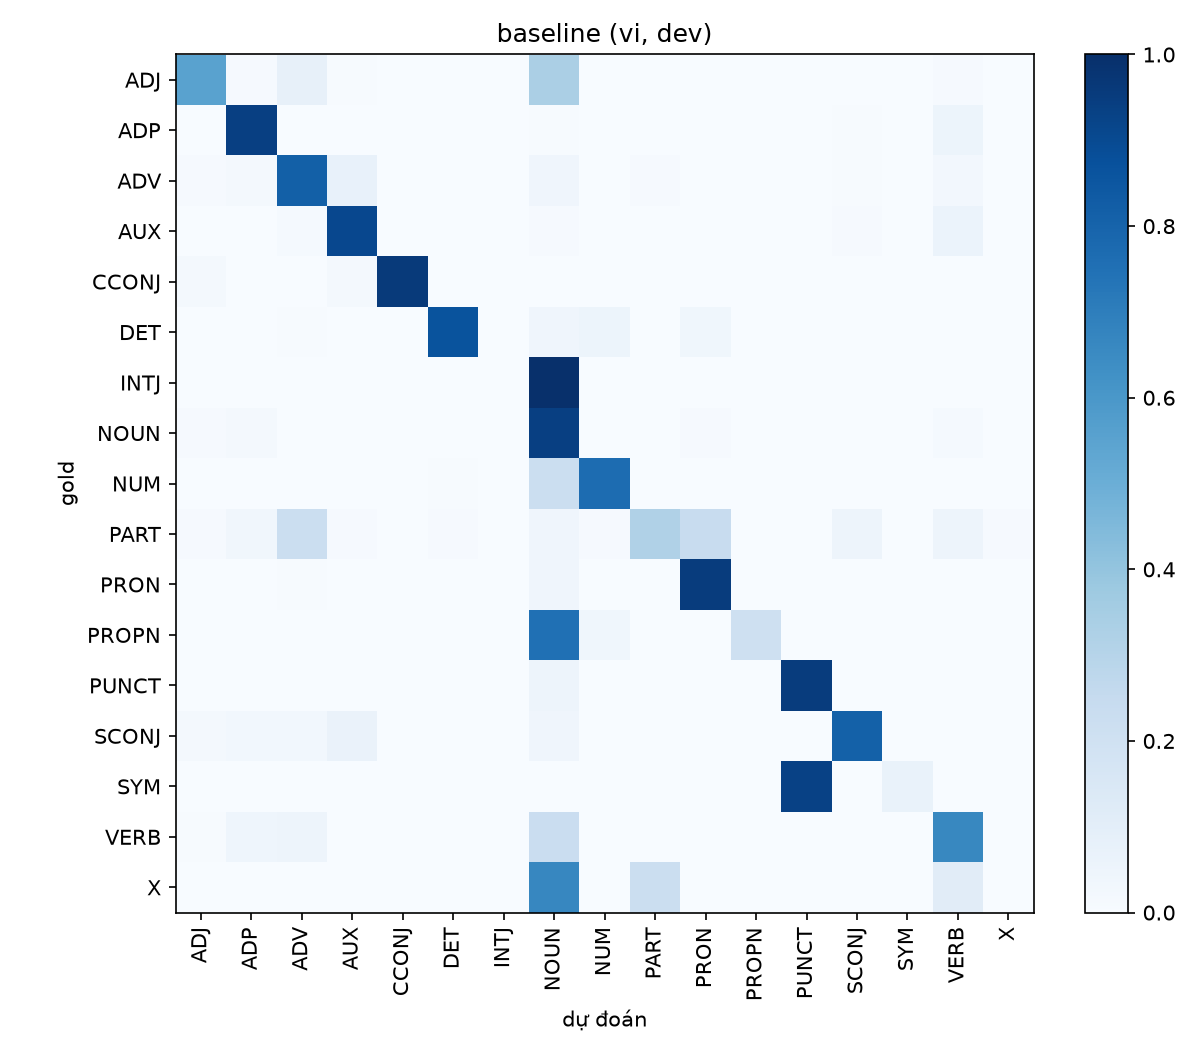 baseline (vi, dev)
ADJ
ADP
ADV
AUX
CCONJ
DET
INTJ
NOUN
NUM
PART
PRON
PROPN
PUNCT
SCONJ
SYM
VERB
X
gold
ADJ
ADP
ADV
AUX
CCONJ
DET
INTJ
NOUN
NUM
PART
PRON
PROPN
PUNCT
SCONJ
SYM
VERB
X
dự đoán
1.0
0.8
0.6
0.4
0.2
0.0